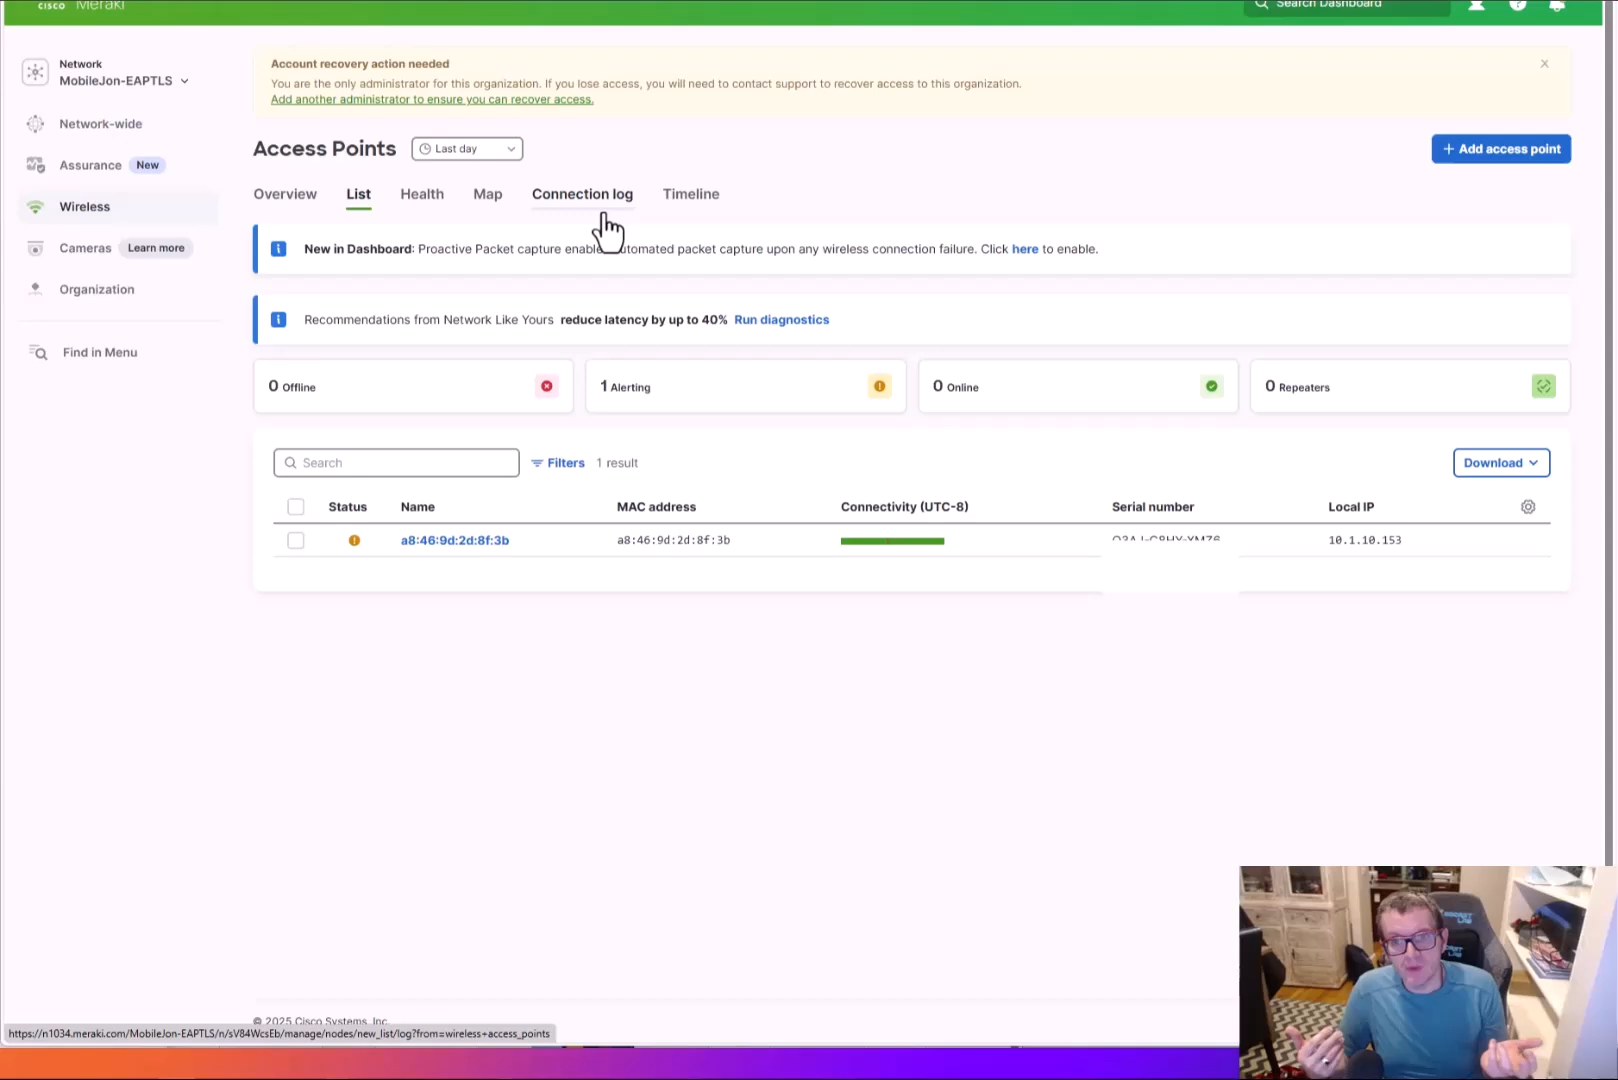 cisco Meraki
Search Dashboard
Network
MobileJon-EAPTLS
Network-wide
Assurance New
Wireless
Cameras Learn more
Organization
Find in Menu
Account recovery action needed
You are the only administrator for this organization. If you lose access, you will need to contact support to recover access to this organization.
Add another administrator to ensure you can recover access.
Access Points Last day
+ Add access point
Overview List Health Map Connection log Timeline
New in Dashboard: Proactive Packet capture enable automated packet capture upon any wireless connection failure. Click here to enable.
Recommendations from Network Like Yours reduce latency by up to 40% Run diagnostics
0 Offline 1 Alerting 0 Online 0 Repeaters
Search Filters 1 result Download
Status Name MAC address Connectivity (UTC-8) Serial number Local IP
a8:46:9d:2d:8f:3b a8:46:9d:2d:8f:3b 10.1.10.153
© 2025 Cisco Systems, Inc.
https://n1034.meraki.com/MobileJon-EAPTLS/n/sV84WcsEb/manage/nodes/new_list/log?from=wireless+access_points